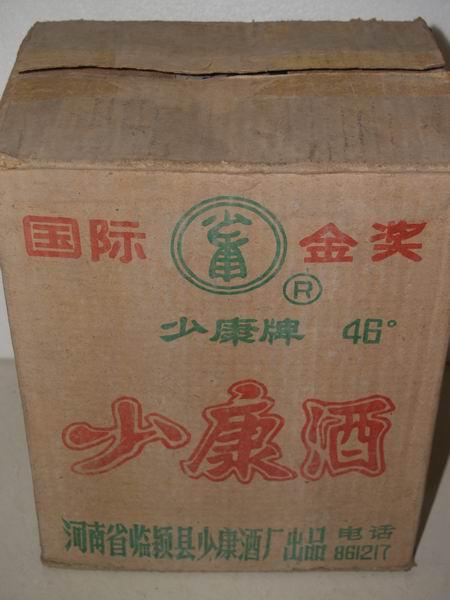 国际 金奖
®
少康牌 46°
少康酒
河南省临颍县少康酒厂出品 电话
861217